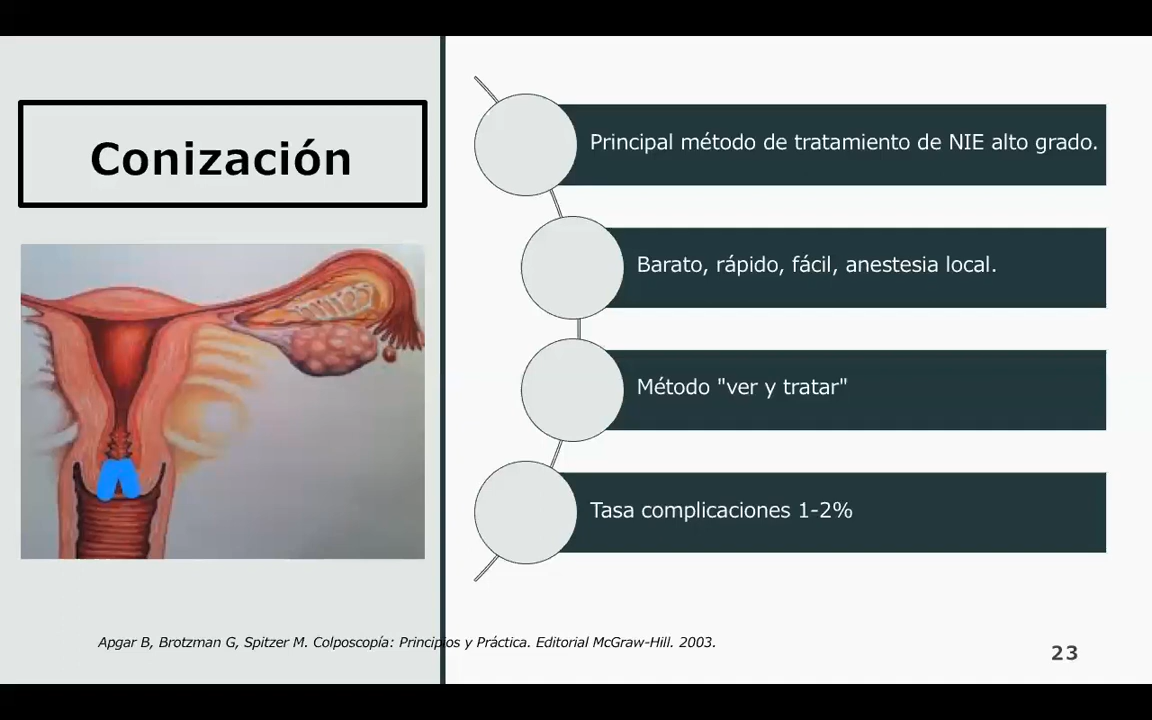 Conización
Principal método de tratamiento de NIE alto grado.
Barato, rápido, fácil, anestesia local.
Método "ver y tratar"
Tasa complicaciones 1-2%
Apgar B, Brotzman G, Spitzer M. Colposcopía: Principios y Práctica. Editorial McGraw-Hill. 2003.
23